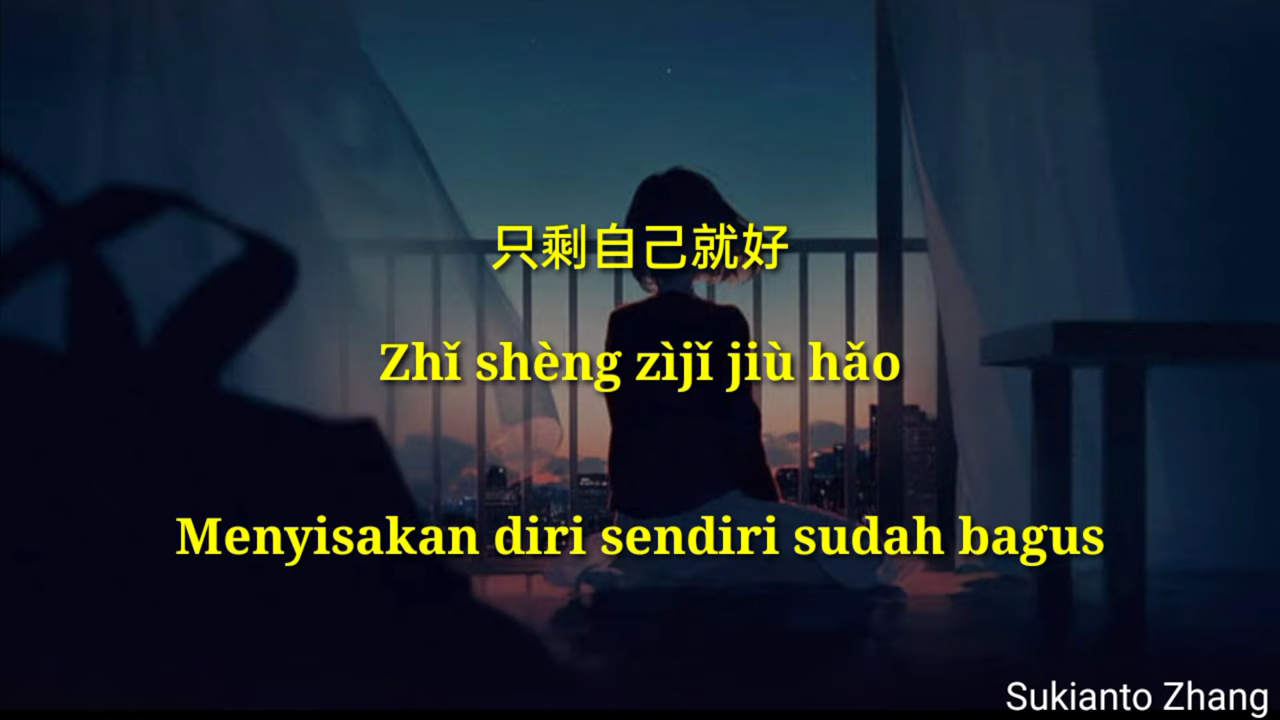 只剩自己就好
Zhǐ shèng zìjǐ jiù hǎo
Menyisakan diri sendiri sudah bagus
Sukianto Zhang